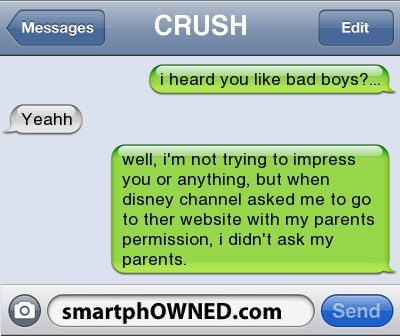 Messages
CRUSH
Edit
i heard you like bad boys?...
Yeahh
well, i'm not trying to impress
you or anything, but when
disney channel asked me to go
to ther website with my parents
permission, i didn't ask my
parents.
smartphOWNED.com
Send